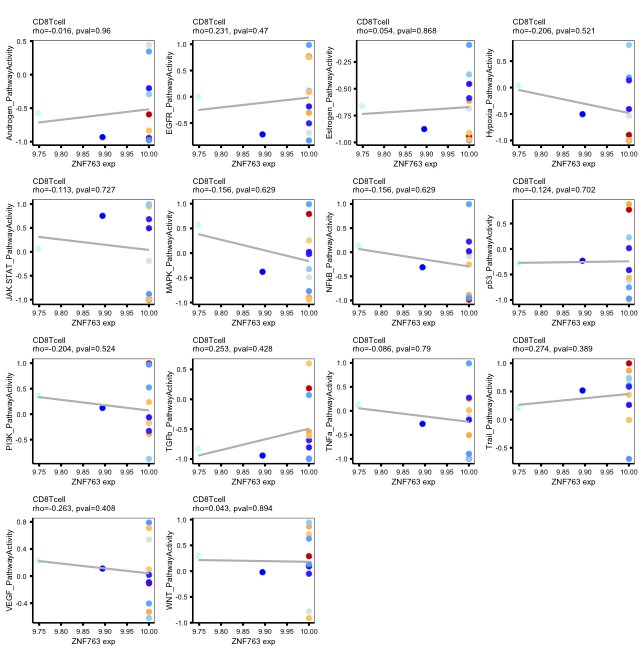 CD8Tcell
rho=-0.016, pval=0.96
Androgen_PathwayActivity
0.5
0.0
-0.5
-1.0
9.75 9.80 9.85 9.90 9.95 10.00
ZNF763 exp
CD8Tcell
rho=0.231, pval=0.47
EGFR_PathwayActivity
1.0
0.5
0.0
-0.5
9.75 9.80 9.85 9.90 9.95 10.00
ZNF763 exp
CD8Tcell
rho=0.054, pval=0.868
Estrogen_PathwayActivity
-0.25
-0.50
-0.75
-1.00
9.75 9.80 9.85 9.90 9.95 10.00
ZNF763 exp
CD8Tcell
rho=-0.206, pval=0.521
Hypoxia_PathwayActivity
1.0
0.5
0.0
-0.5
-1.0
9.75 9.80 9.85 9.90 9.95 10.00
ZNF763 exp
CD8Tcell
rho=-0.113, pval=0.727
JAK-STAT_PathwayActivity
1.0
0.5
0.0
-0.5
-1.0
9.75 9.80 9.85 9.90 9.95 10.00
ZNF763 exp
CD8Tcell
rho=-0.156, pval=0.629
MAPK_PathwayActivity
1.0
0.5
0.0
-0.5
-1.0
9.75 9.80 9.85 9.90 9.95 10.00
ZNF763 exp
CD8Tcell
rho=-0.156, pval=0.629
NFkB_PathwayActivity
1.0
0.5
0.0
-0.5
-1.0
9.75 9.80 9.85 9.90 9.95 10.00
ZNF763 exp
CD8Tcell
rho=-0.124, pval=0.702
p53_PathwayActivity
0.5
0.0
-0.5
-1.0
9.75 9.80 9.85 9.90 9.95 10.00
ZNF763 exp
CD8Tcell
rho=-0.204, pval=0.524
PI3K_PathwayActivity
1.0
0.5
0.0
-0.5
9.75 9.80 9.85 9.90 9.95 10.00
ZNF763 exp
CD8Tcell
rho=0.253, pval=0.428
TGFb_PathwayActivity
0.5
0.0
-0.5
-1.0
9.75 9.80 9.85 9.90 9.95 10.00
ZNF763 exp
CD8Tcell
rho=-0.086, pval=0.79
TNFa_PathwayActivity
1.0
0.5
0.0
-0.5
-1.0
9.75 9.80 9.85 9.90 9.95 10.00
ZNF763 exp
CD8Tcell
rho=0.274, pval=0.389
Trail_PathwayActivity
1.0
0.5
0.0
-0.5
9.75 9.80 9.85 9.90 9.95 10.00
ZNF763 exp
CD8Tcell
rho=-0.263, pval=0.408
VEGF_PathwayActivity
0.8
0.4
0.0
-0.4
9.75 9.80 9.85 9.90 9.95 10.00
ZNF763 exp
CD8Tcell
rho=0.043, pval=0.894
WNT_PathwayActivity
1.0
0.5
0.0
-0.5
-1.0
9.75 9.80 9.85 9.90 9.95 10.00
ZNF763 exp